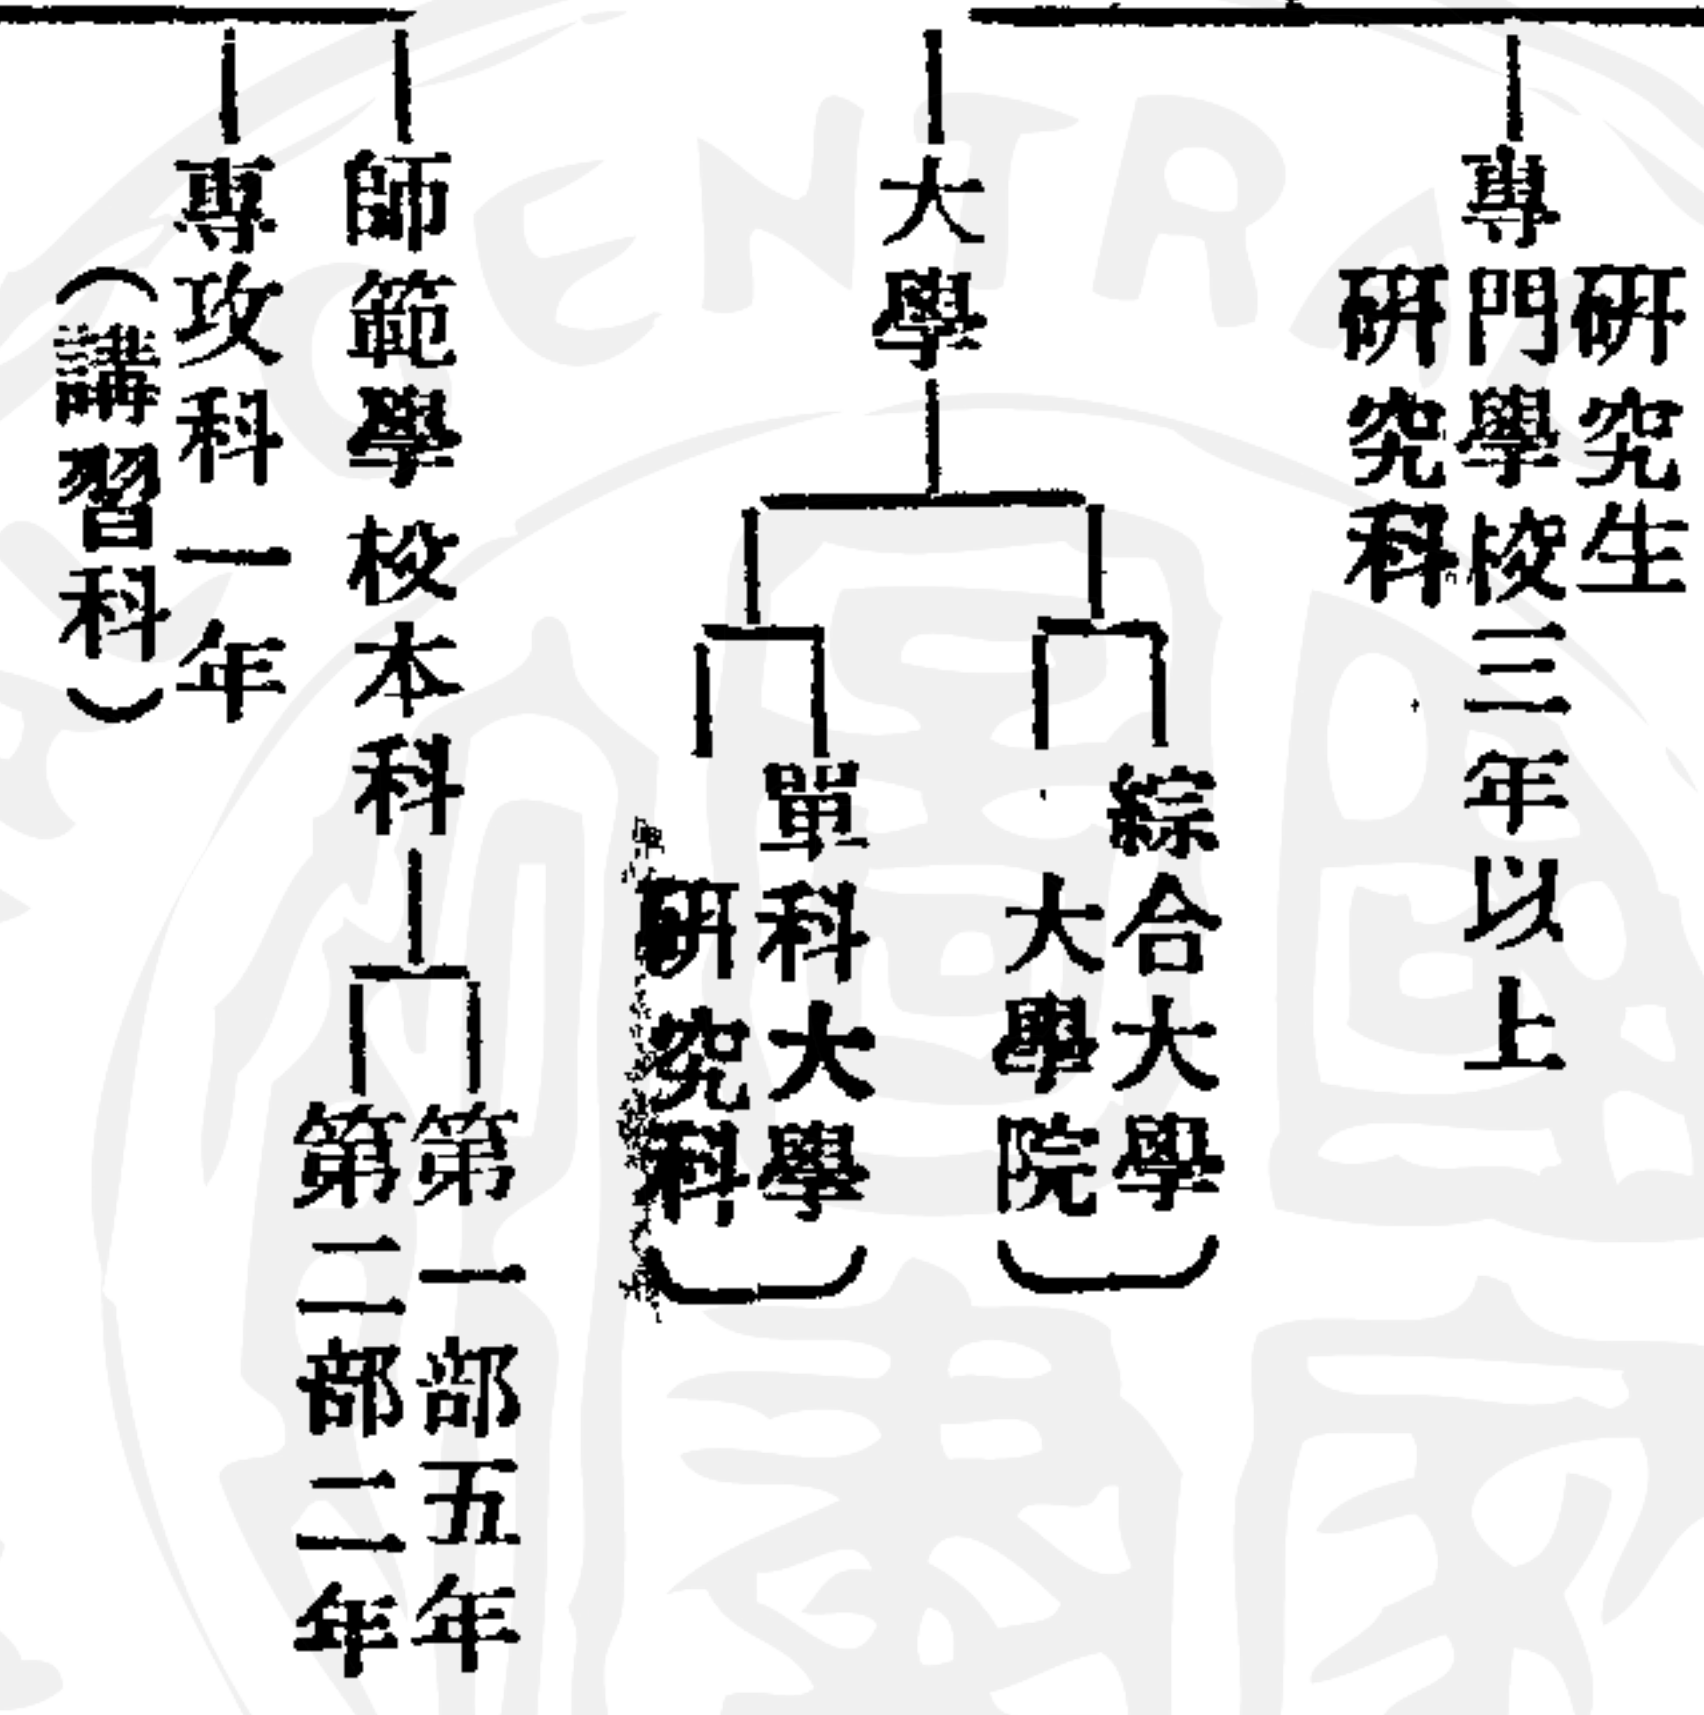 研究生
專門學校三年以上
研究科
大學
綜合大學
大學院
單科大學
研究科
師範學校本科
第一部五年
第二部二年
專攻科一年
(講習科)